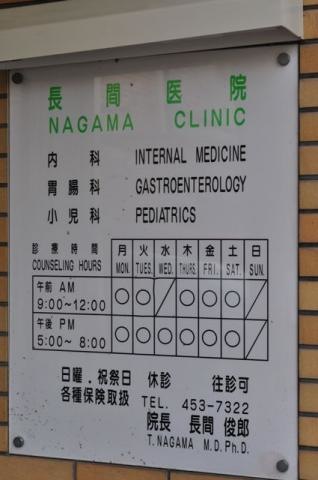 長間医院
NAGAMA CLINIC
内科 INTERNAL MEDICINE
胃腸科 GASTROENTEROLOGY
小児科 PEDIATRICS
診療時間 月 火 水 木 金 土 日
COUNSELING HOURS MON. TUES. WED. THURS. FRI. SAT. SUN.
午前 AM
9:00~12:00 ○ ○ / ○ ○ ○ /
午後 PM
5:00~8:00 ○ ○ ○ ○ ○ ○ /
日曜.祝祭日 休診 往診可
各種保険取扱 TEL. 453-7322
院長 長間 俊郎
T. NAGAMA M.D. Ph.D.